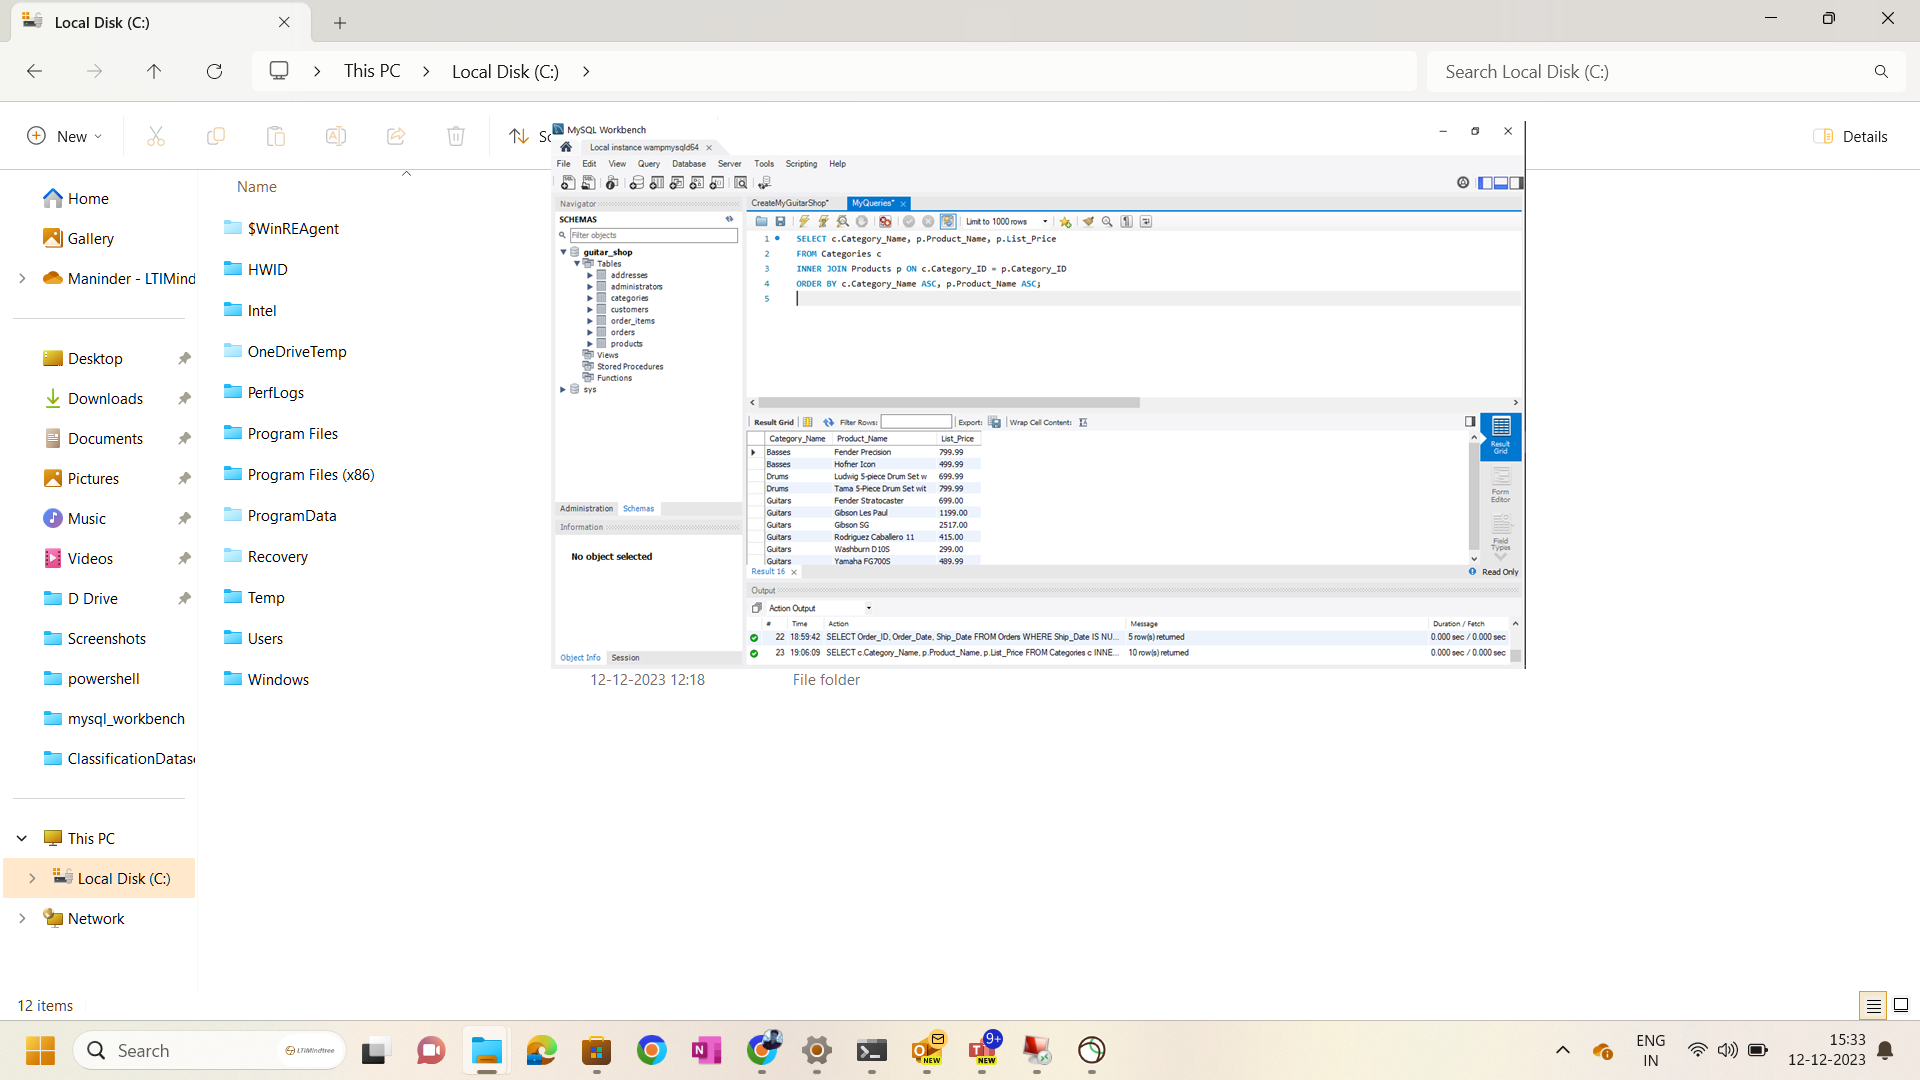 Local Disk (C:)
This PC
Local Disk (C:)
Search Local Disk (C:)
New
Details
Home
Gallery
Maninder - LTIMind
Desktop
Downloads
Documents
Pictures
Music
Videos
D Drive
Screenshots
powershell
mysql_workbench
ClassificationDatas
This PC
Local Disk (C:)
Network
12 items
Name
$WinREAgent
HWID
Intel
OneDriveTemp
PerfLogs
Program Files
Program Files (x86)
ProgramData
Recovery
Temp
Users
Windows
12-12-2023 12:18 File folder
MySQL Workbench
Local instance wampmysqld64
File Edit View Query Database Server Tools Scripting Help
Navigator
SCHEMAS
Filter objects
guitar_shop
Tables
addresses
administrators
categories
customers
order_items
orders
products
Views
Stored Procedures
Functions
sys
Administration Schemas
Information
No object selected
Object Info Session
CreateMyGuitarShop* MyQueries*
Limit to 1000 rows
1 SELECT c.Category_Name, p.Product_Name, p.List_Price
2 FROM Categories c
3 INNER JOIN Products p ON c.Category_ID = p.Category_ID
4 ORDER BY c.Category_Name ASC, p.Product_Name ASC;
5
Result Grid Filter Rows: Export: Wrap Cell Content:
Category_Name Product_Name List_Price
Basses Fender Precision 799.99
Basses Hofner Icon 499.99
Drums Ludwig 5-piece Drum Set w 699.99
Drums Tama 5-Piece Drum Set wit 799.99
Guitars Fender Stratocaster 699.00
Guitars Gibson Les Paul 1199.00
Guitars Gibson SG 2517.00
Guitars Rodriguez Caballero 11 415.00
Guitars Washburn D10S 299.00
Guitars Yamaha FG700S 489.99
Result Grid
Form Editor
Field Types
Result 16
Read Only
Output
Action Output
# Time Action Message Duration / Fetch
22 18:59:42 SELECT Order_ID, Order_Date, Ship_Date FROM Orders WHERE Ship_Date IS NU... 5 row(s) returned 0.000 sec / 0.000 sec
23 19:06:09 SELECT c.Category_Name, p.Product_Name, p.List_Price FROM Categories c INNE... 10 row(s) returned 0.000 sec / 0.000 sec
Search
LTIMindtree
NEW
9+
NEW
ENG
IN
15:33
12-12-2023